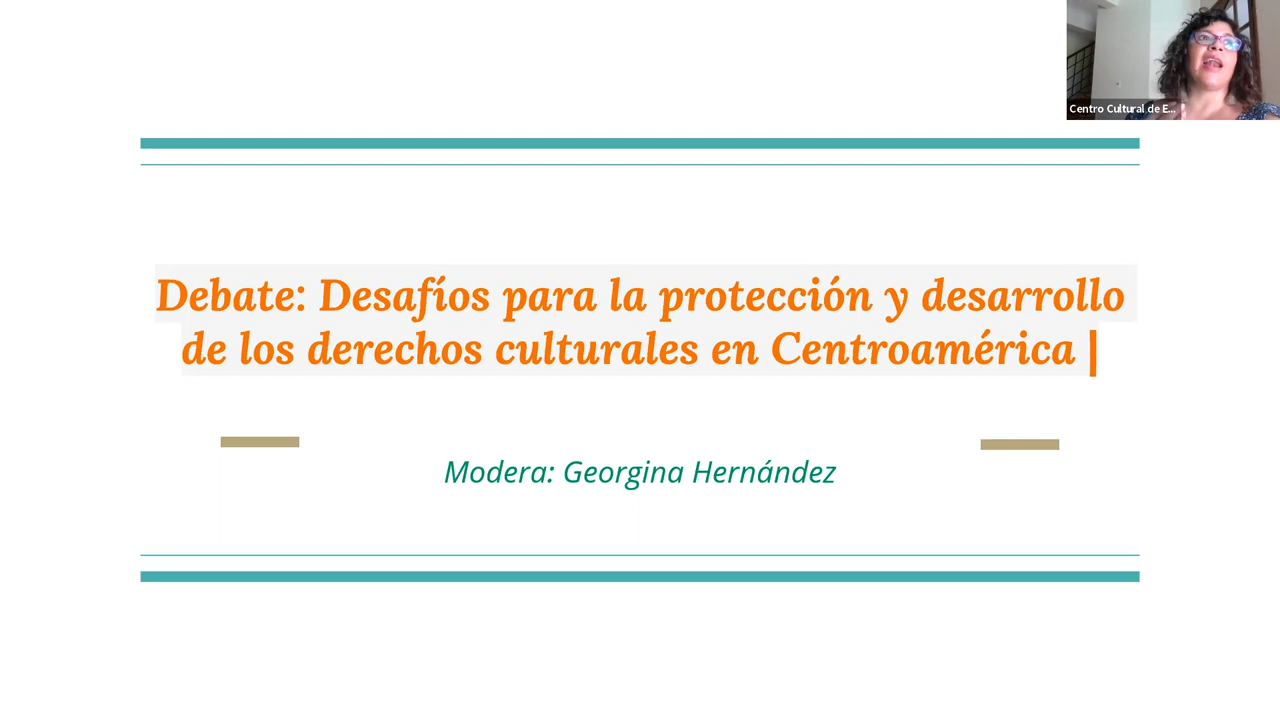 Centro Cultural de E...
Debate: Desafíos para la protección y desarrollo
de los derechos culturales en Centroamérica |
Modera: Georgina Hernández